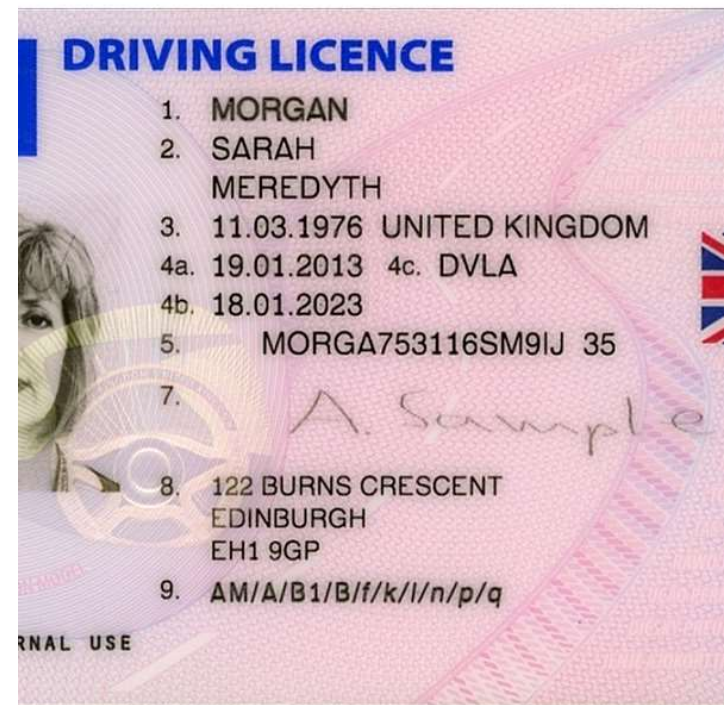 DRIVING LICENCE
1. MORGAN
2. SARAH
MEREDYTH
3. 11.03.1976 UNITED KINGDOM
4a. 19.01.2013 4c. DVLA
4b. 18.01.2023
5. MORGA753116SM9IJ 35
7. A. Sample
8. 122 BURNS CRESCENT
EDINBURGH
EH1 9GP
9. AM/A/B1/B/f/k/l/n/p/q
RNAL USE